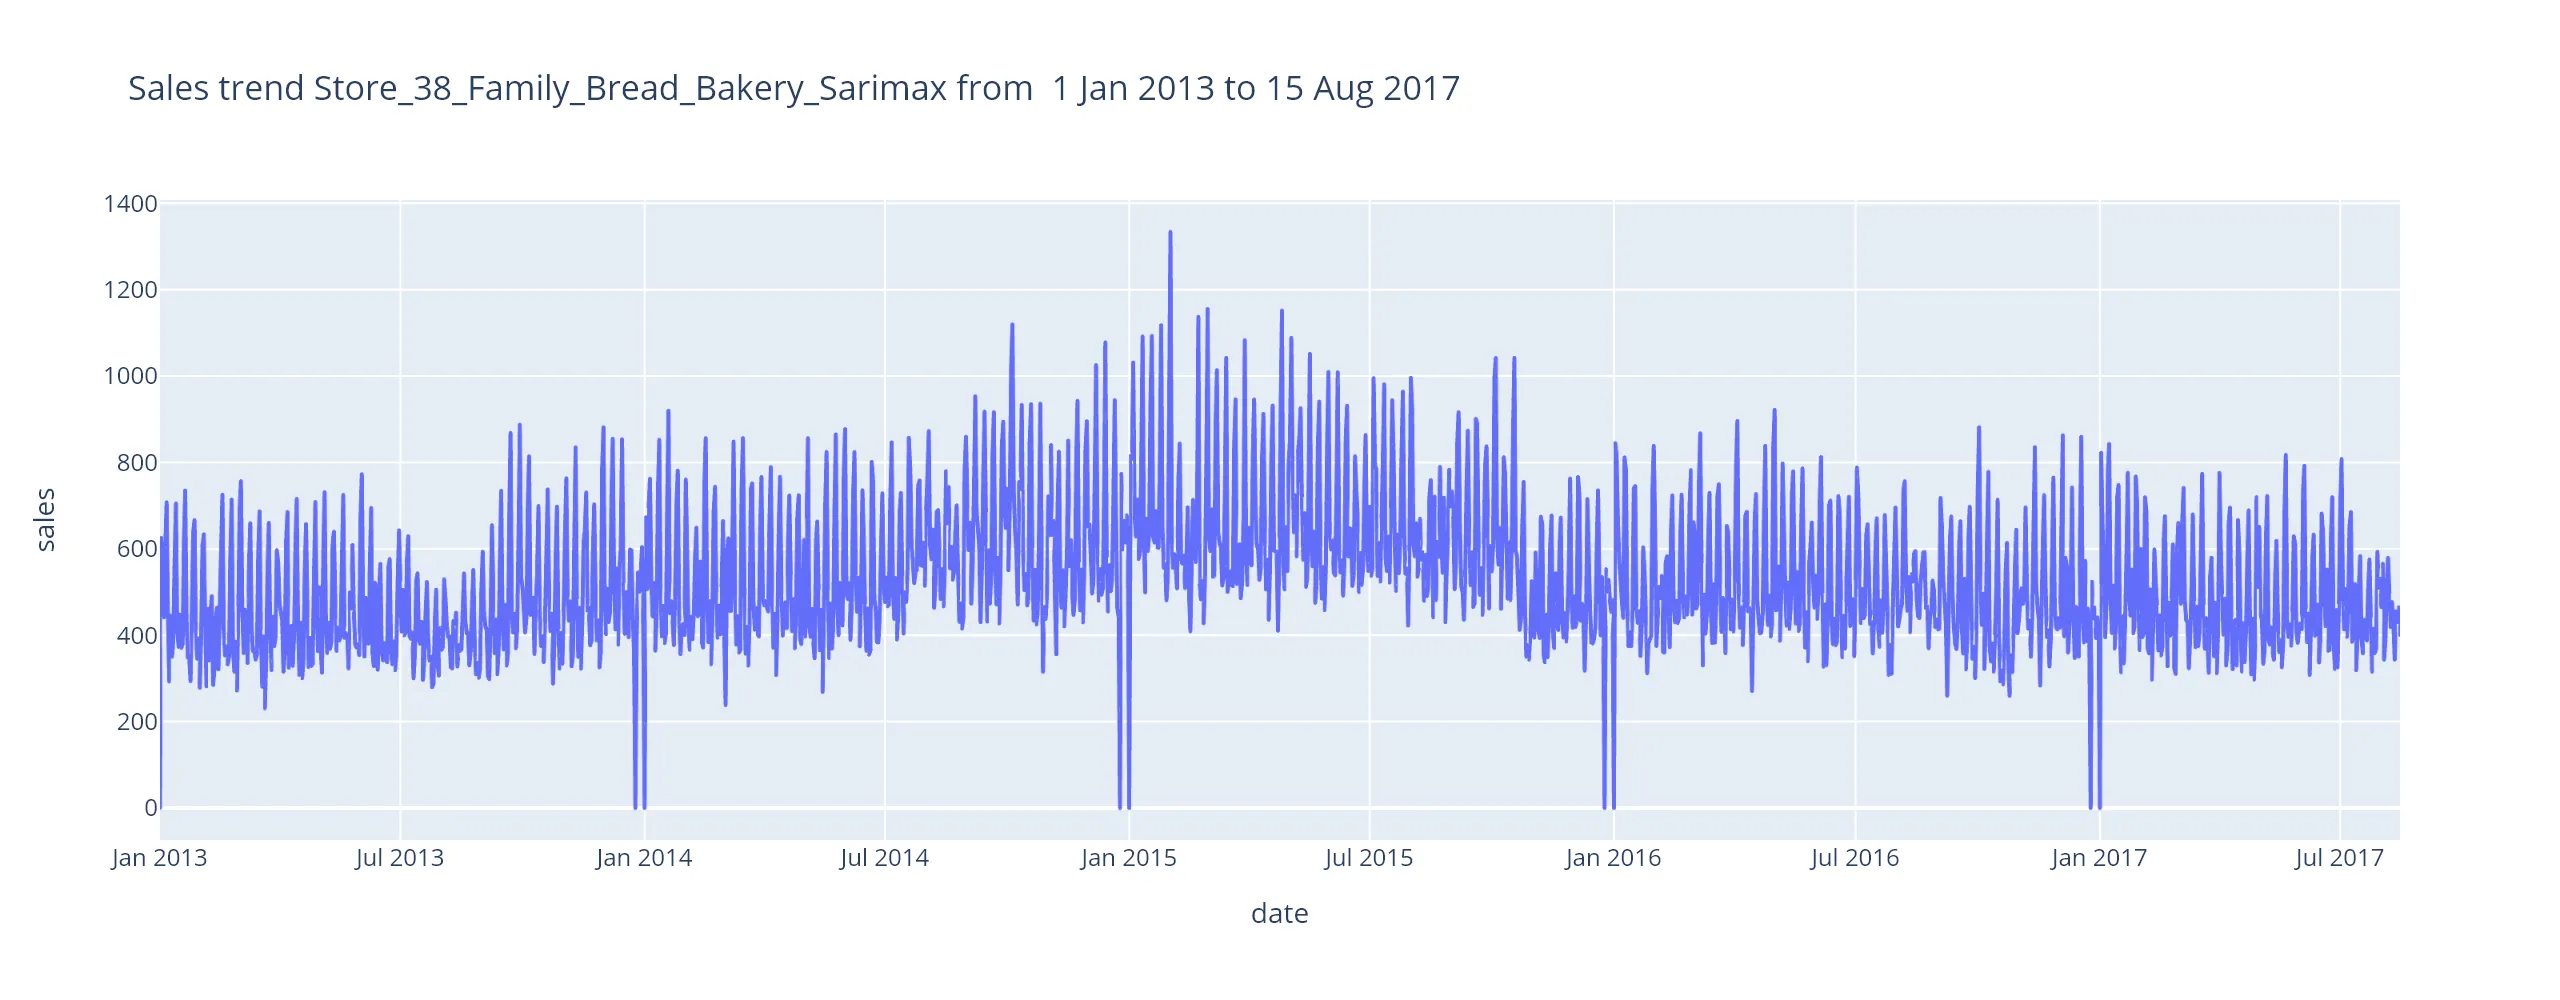 Sales trend Store_38_Family_Bread_Bakery_Sarimax from  1 Jan 2013 to 15 Aug 2017
1400
1200
1000
800
600
400
200
0
sales
Jan 2013 Jul 2013 Jan 2014 Jul 2014 Jan 2015 Jul 2015 Jan 2016 Jul 2016 Jan 2017 Jul 2017
date